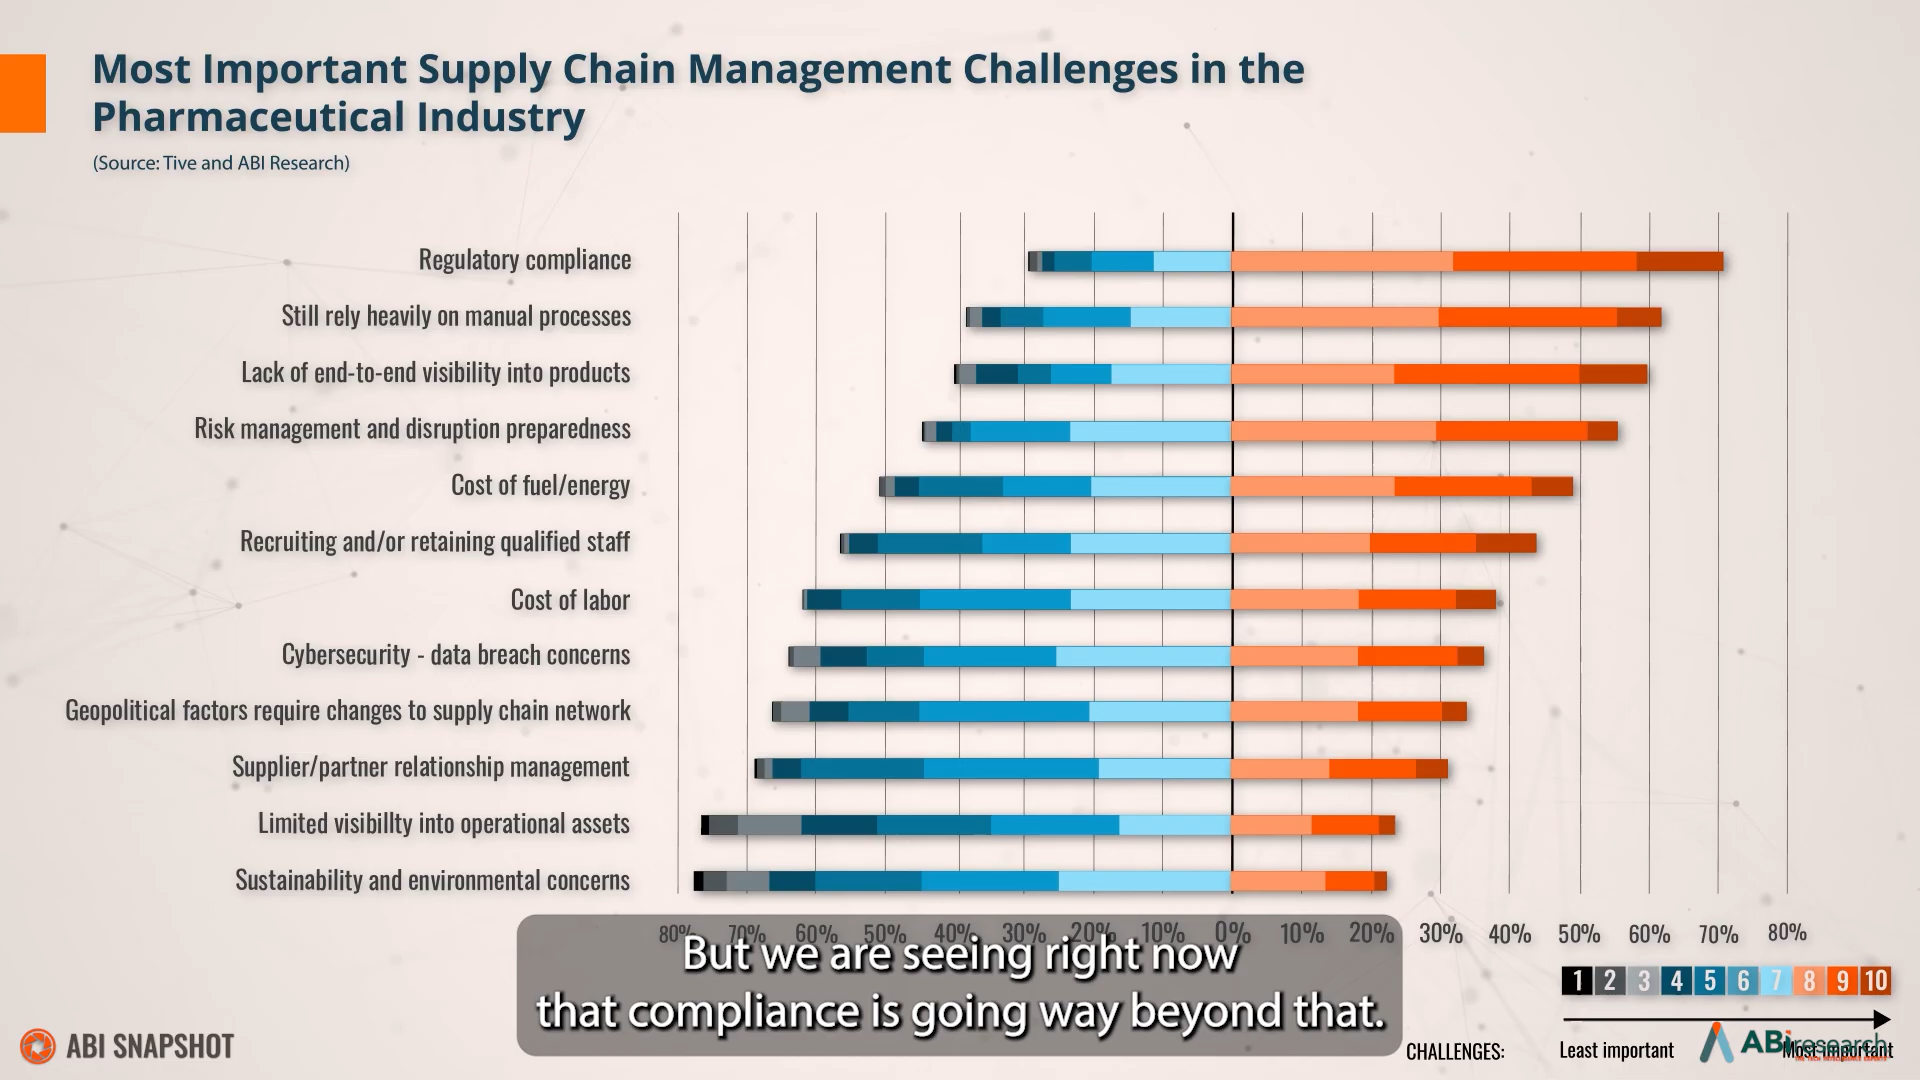 Most Important Supply Chain Management Challenges in the
Pharmaceutical Industry
(Source: Tive and ABI Research)
Regulatory compliance
Still rely heavily on manual processes
Lack of end-to-end visibility into products
Risk management and disruption preparedness
Cost of fuel/energy
Recruiting and/or retaining qualified staff
Cost of labor
Cybersecurity - data breach concerns
Geopolitical factors require changes to supply chain network
Supplier/partner relationship management
Limited visibillty into operational assets
Sustainability and environmental concerns
80% 70% 60% 50% 40% 30% 20% 10% 0% 10% 20% 30% 40% 50% 60% 70% 80%
But we are seeing right now
that compliance is going way beyond that.
1 2 3 4 5 6 7 8 9 10
CHALLENGES: Least important Most important
ABI SNAPSHOT
ABIresearch
THE TECH INTELLIGENCE EXPERTS